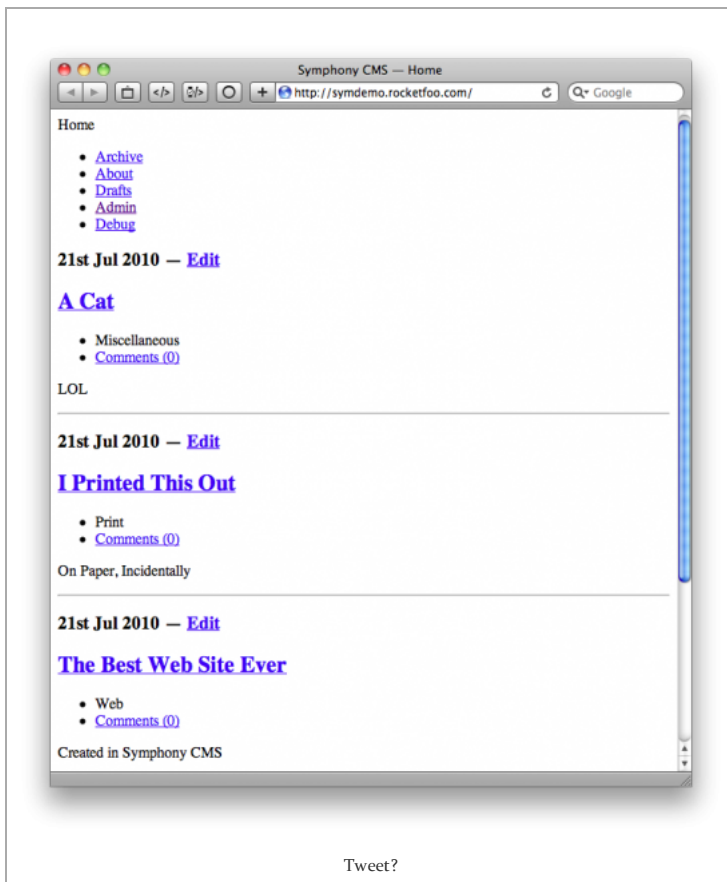 Symphony CMS — Home
</> + http://symdemo.rocketfoo.com/ Google
Home
Archive
About
Drafts
Admin
Debug
21st Jul 2010 — Edit
A Cat
Miscellaneous
Comments (0)
LOL
21st Jul 2010 — Edit
I Printed This Out
Print
Comments (0)
On Paper, Incidentally
21st Jul 2010 — Edit
The Best Web Site Ever
Web
Comments (0)
Created in Symphony CMS
Tweet?